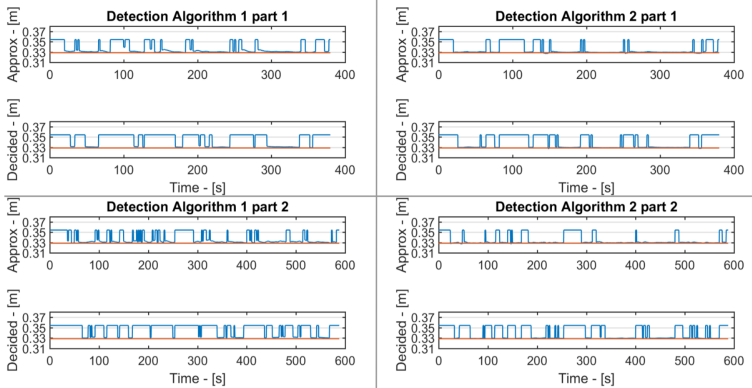 Detection Algorithm 1 part 1
Approx - [m]
0.37
0.35
0.33
0.31
0 100 200 300 400
Decided - [m]
0.37
0.35
0.33
0.31
0 100 200 300 400
Time - [s]
Detection Algorithm 2 part 1
Approx - [m]
0.37
0.35
0.33
0.31
0 100 200 300 400
Decided - [m]
0.37
0.35
0.33
0.31
0 100 200 300 400
Time - [s]
Detection Algorithm 1 part 2
Approx - [m]
0.37
0.35
0.33
0.31
0 100 200 300 400 500 600
Decided - [m]
0.37
0.35
0.33
0.31
0 100 200 300 400 500 600
Time - [s]
Detection Algorithm 2 part 2
Approx - [m]
0.37
0.35
0.33
0.31
0 100 200 300 400 500 600
Decided - [m]
0.37
0.35
0.33
0.31
0 100 200 300 400 500 600
Time - [s]